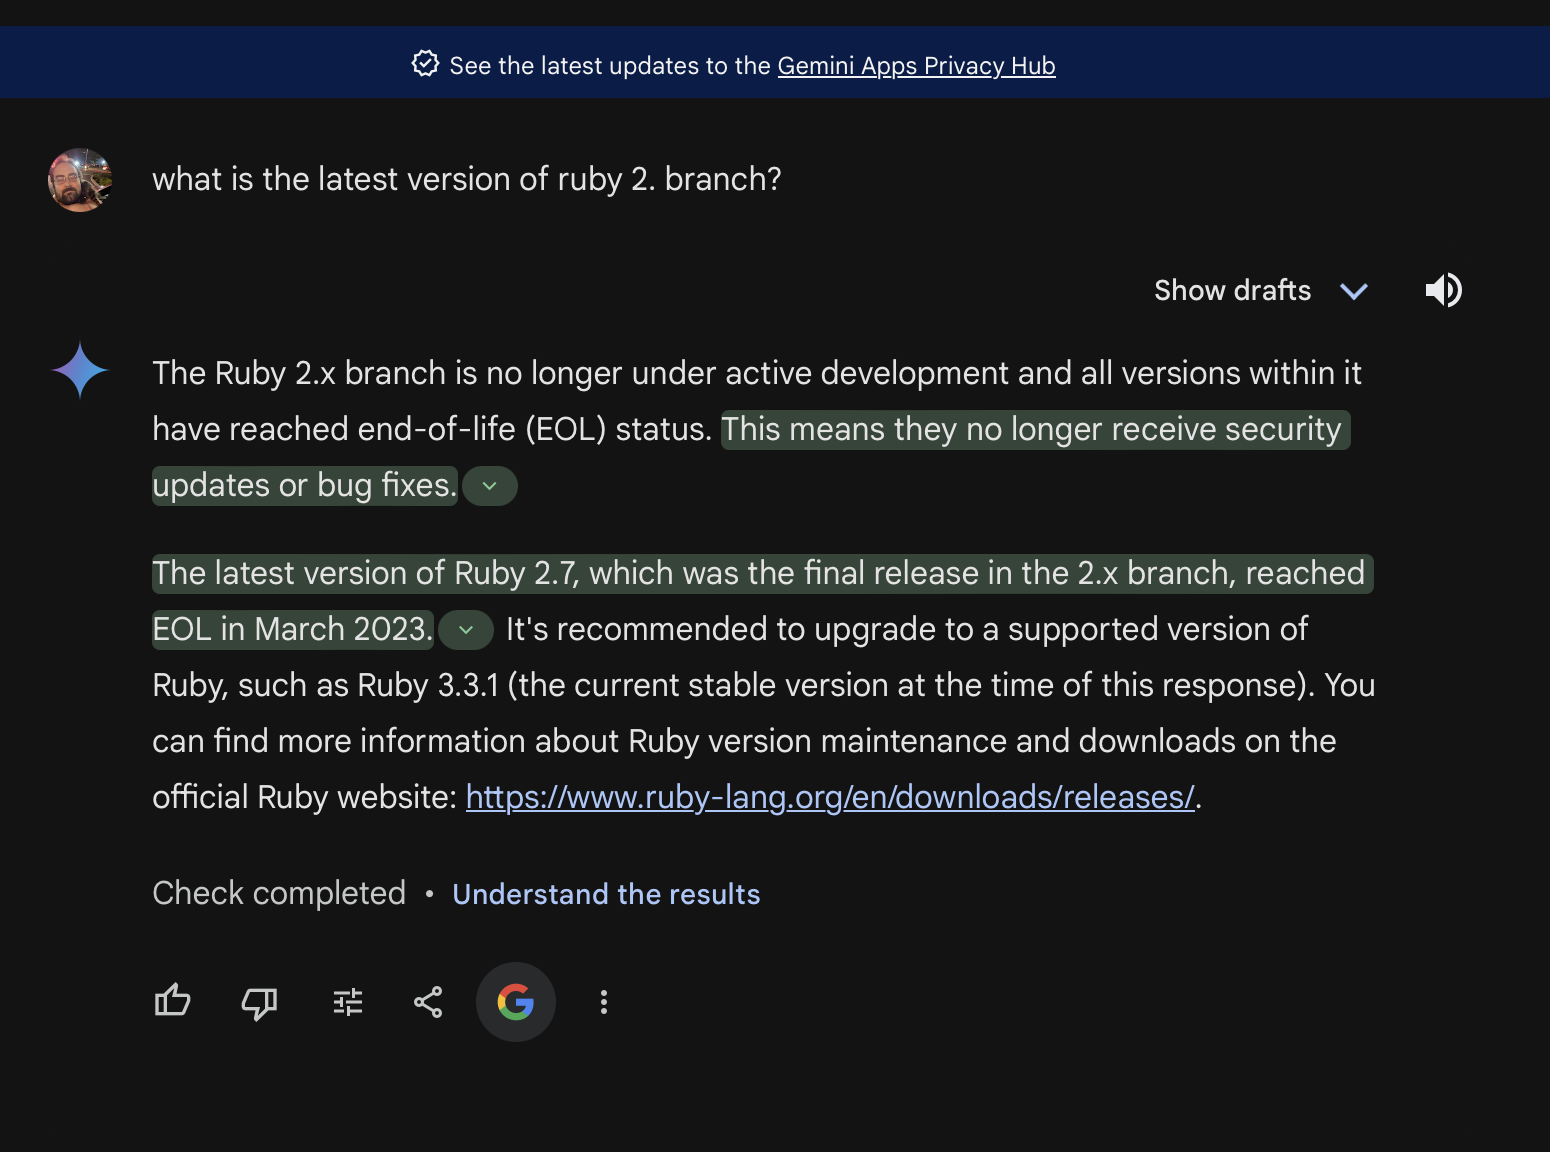 See the latest updates to the Gemini Apps Privacy Hub
what is the latest version of ruby 2. branch?
Show drafts
The Ruby 2.x branch is no longer under active development and all versions within it
have reached end-of-life (EOL) status. This means they no longer receive security
updates or bug fixes.
The latest version of Ruby 2.7, which was the final release in the 2.x branch, reached
EOL in March 2023. It's recommended to upgrade to a supported version of
Ruby, such as Ruby 3.3.1 (the current stable version at the time of this response). You
can find more information about Ruby version maintenance and downloads on the
official Ruby website: https://www.ruby-lang.org/en/downloads/releases/.
Check completed • Understand the results